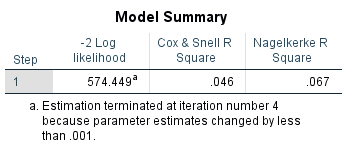 Model Summary
Step -2 Log likelihood Cox & Snell R Square Nagelkerke R Square
1 574.449a .046 .067
a. Estimation terminated at iteration number 4
because parameter estimates changed by less
than .001.